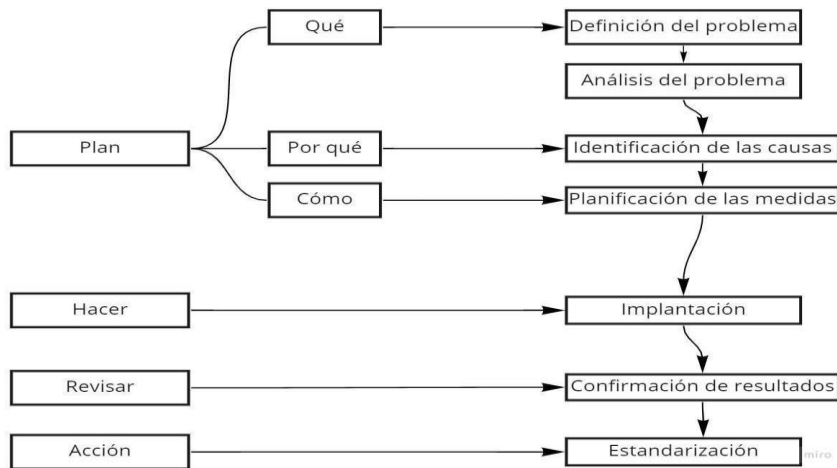 Qué
Definición del problema
Análisis del problema
Plan
Por qué
Identificación de las causas
Cómo
Planificación de las medidas
Hacer
Implantación
Revisar
Confirmación de resultados
Acción
Estandarización
miro